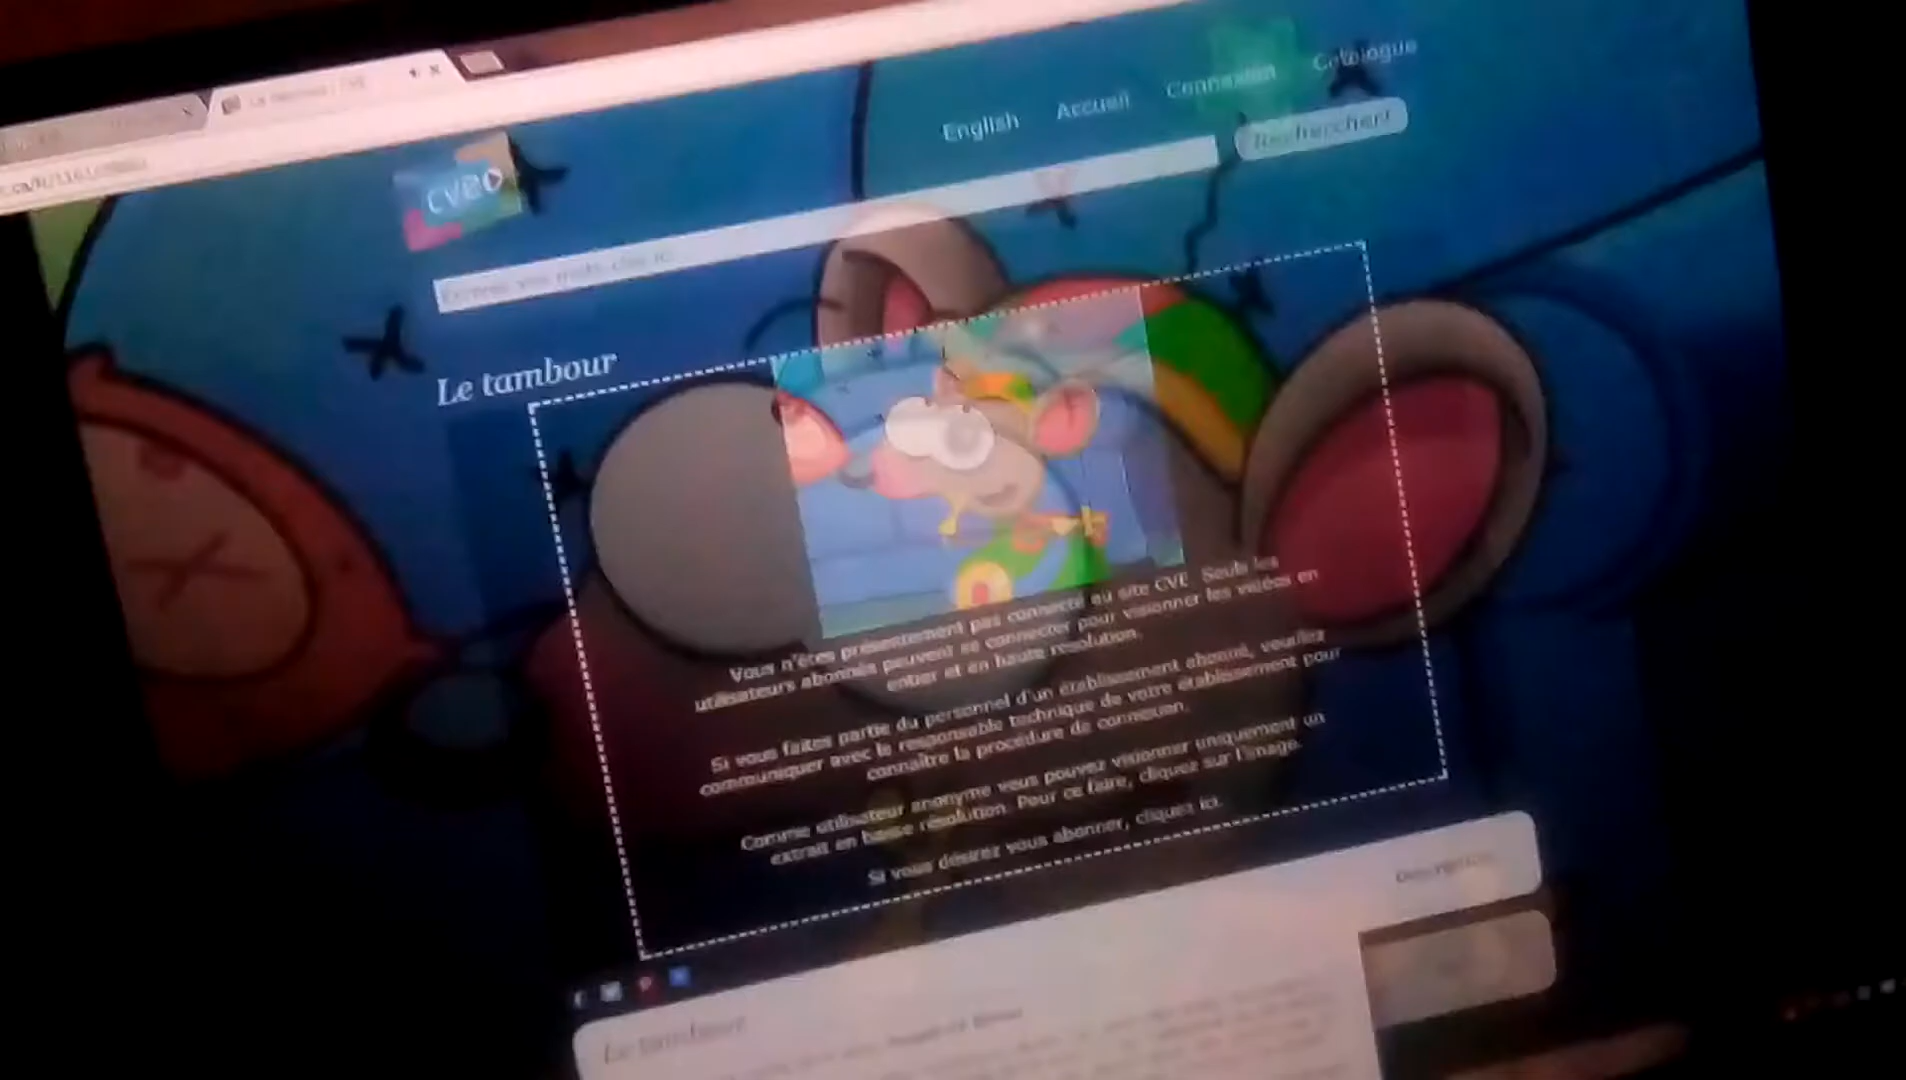 English Accueil Connexion Catalogue
cve
Rechercher!
Le tambour
Vous n'êtes présentement pas connecté au site CVE. Seuls les
utilisateurs abonnés peuvent se connecter pour visionner les vidéos en
entier et en haute résolution.
Si vous faites partie du personnel d'un établissement abonné, veuillez
communiquer avec le responsable technique de votre établissement pour
connaître la procédure de connexion.
Comme utilisateur anonyme vous pouvez visionner uniquement un
extrait en basse résolution. Pour ce faire, cliquez sur l'image.
Si vous désirez vous abonner, cliquez ici.
Le tambour